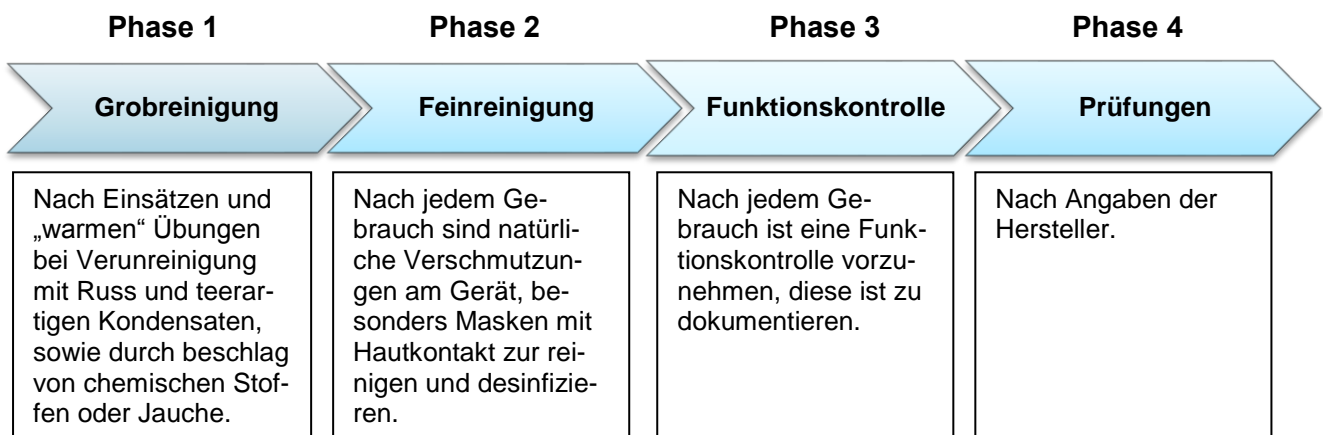 Phase 1
Phase 2
Phase 3
Phase 4
Grobreinigung
Feinreinigung
Funktionskontrolle
Prüfungen
Nach Einsätzen und
„warmen“ Übungen
bei Verunreinigung
mit Russ und teerar-
tigen Kondensaten,
sowie durch beschlag
von chemischen Stof-
fen oder Jauche.
Nach jedem Ge-
brauch sind natürli-
che Verschmutzun-
gen am Gerät, be-
sonders Masken mit
Hautkontakt zur rei-
nigen und desinfizie-
ren.
Nach jedem Ge-
brauch ist eine Funk-
tionskontrolle vorzu-
nehmen, diese ist zu
dokumentieren.
Nach Angaben der
Hersteller.